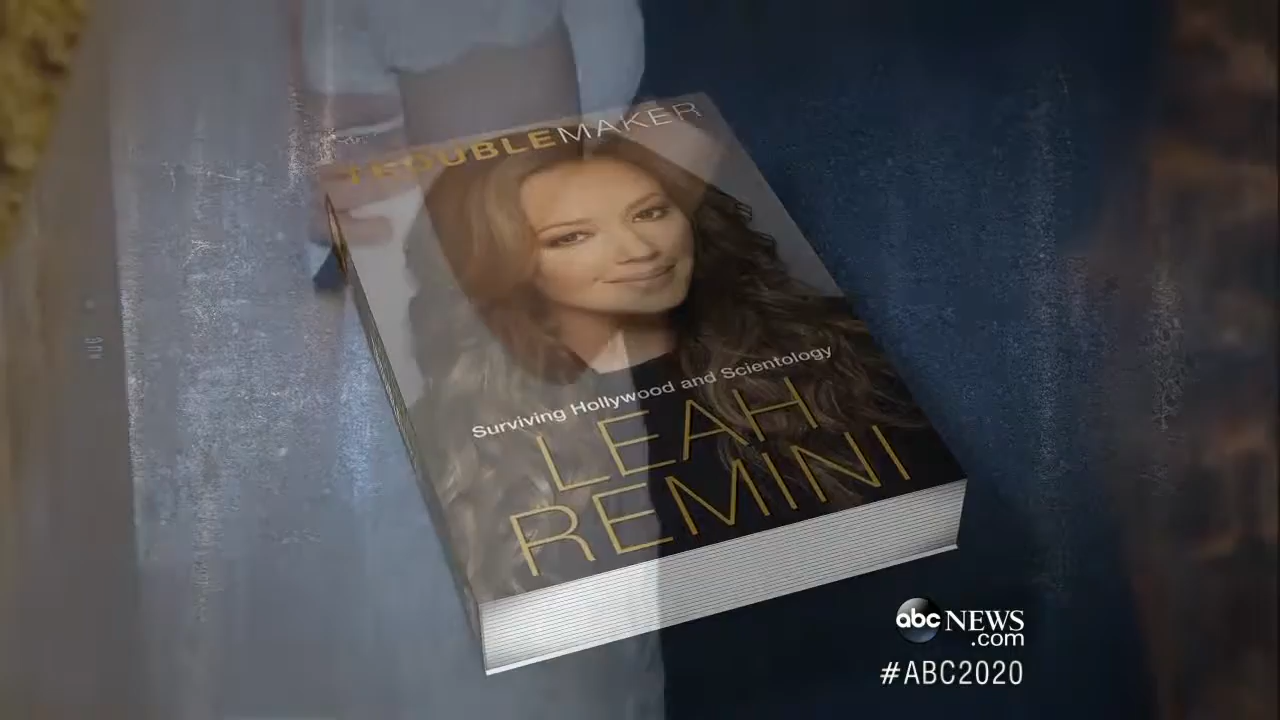 TROUBLEMAKER
Surviving Hollywood and Scientology
LEAH
REMINI
abc NEWS
.com
#ABC2020